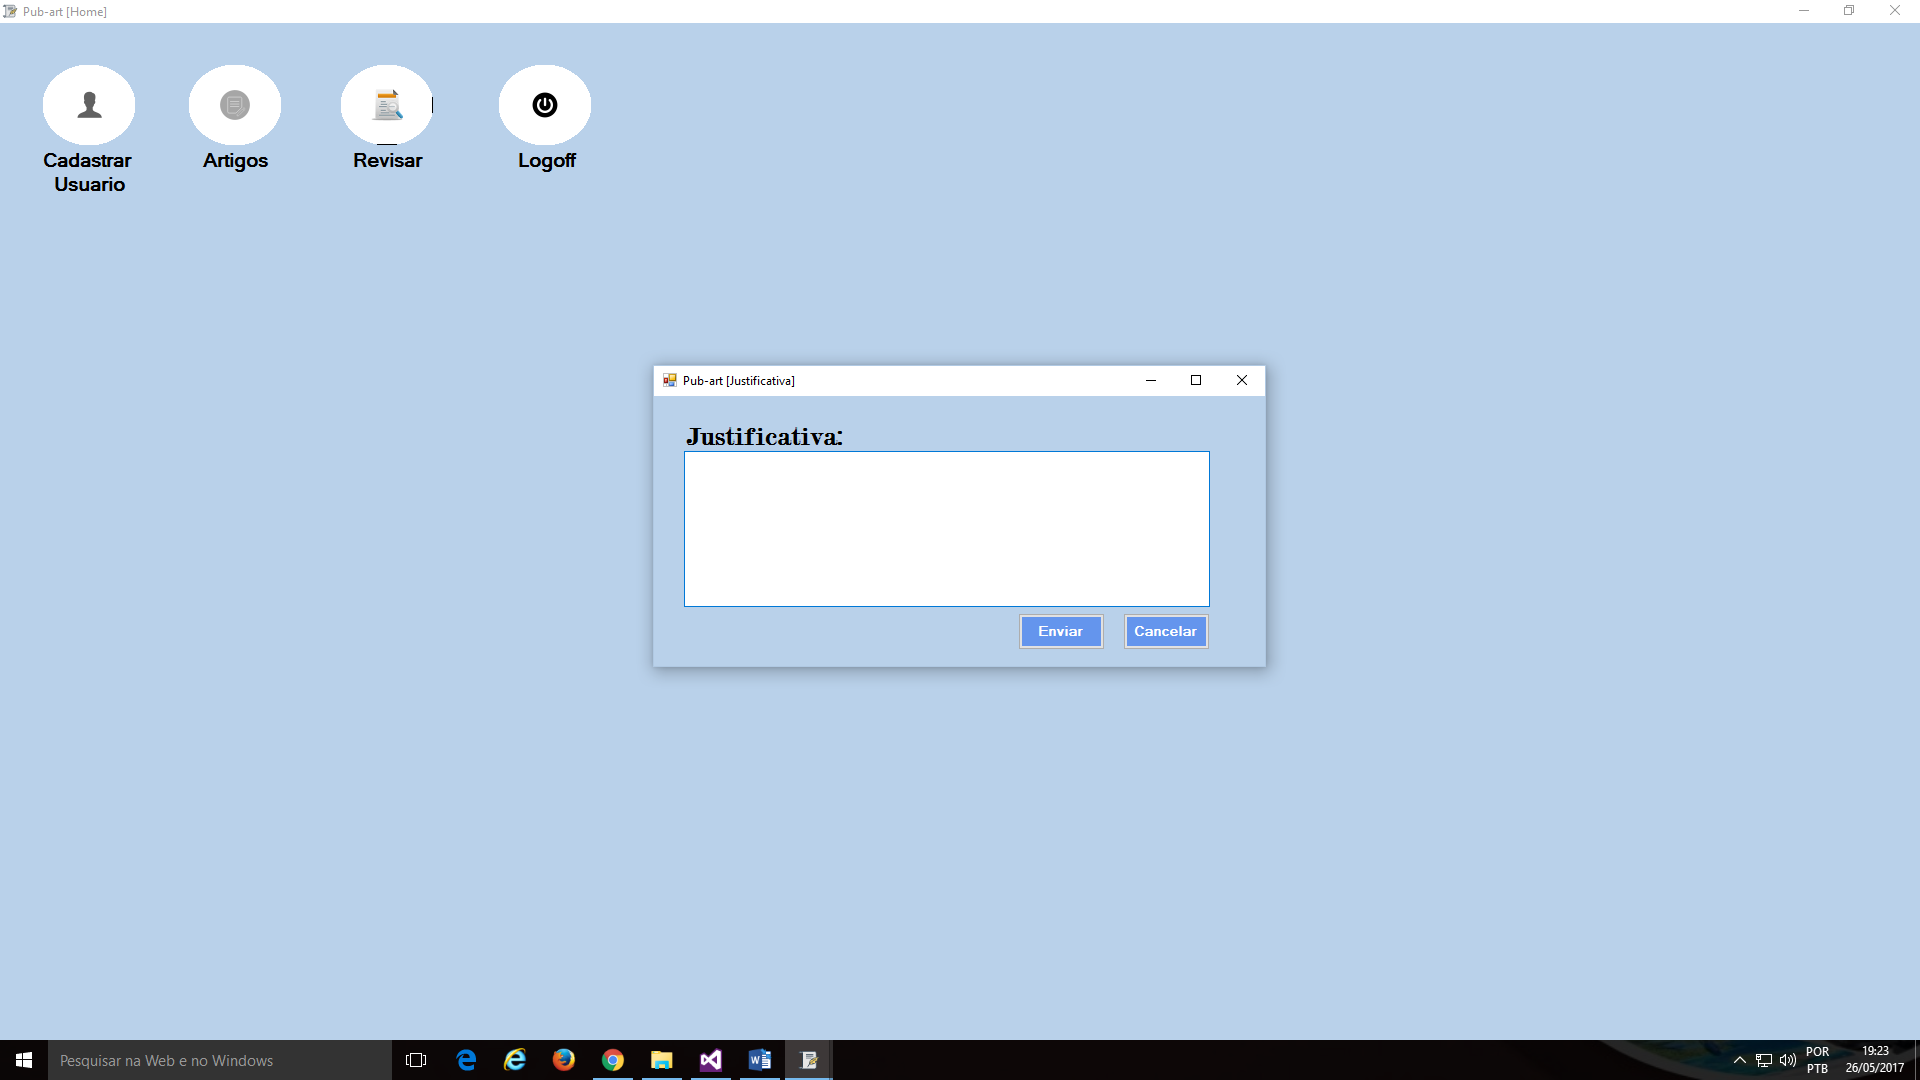 Pub-art [Home]
Cadastrar
Usuario
Artigos
Revisar
Logoff
Pub-art [Justificativa]
Justificativa:
Enviar
Cancelar
Pesquisar na Web e no Windows
POR
PTB
19:23
26/05/2017